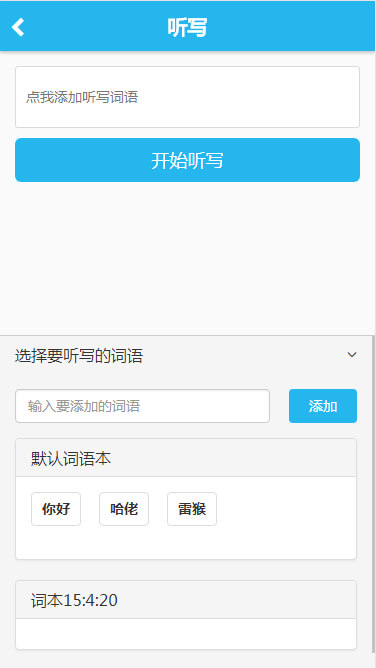 听写
点我添加听写词语
开始听写
选择要听写的词语
输入要添加的词语 添加
默认词语本
你好 哈佬 雷猴
词本15:4:20